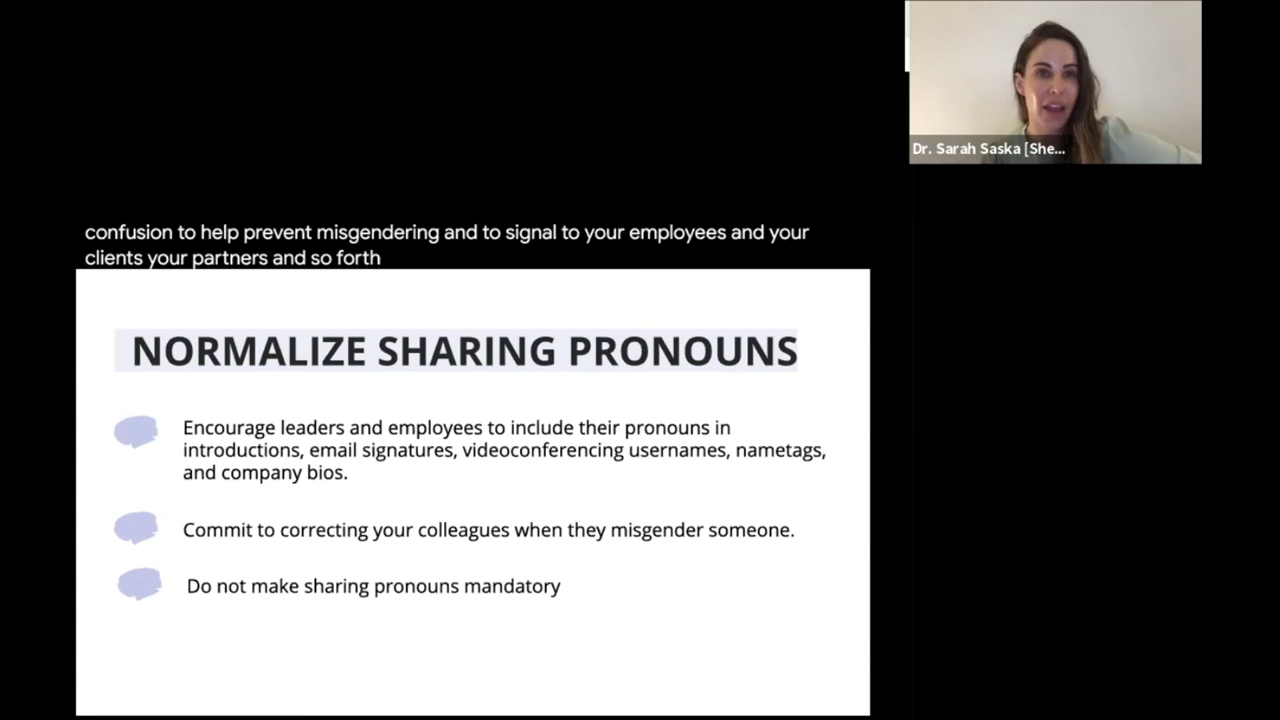 Dr. Sarah Saska [She...
confusion to help prevent misgendering and to signal to your employees and your
clients your partners and so forth
NORMALIZE SHARING PRONOUNS
Encourage leaders and employees to include their pronouns in
introductions, email signatures, videoconferencing usernames, nametags,
and company bios.
Commit to correcting your colleagues when they misgender someone.
Do not make sharing pronouns mandatory